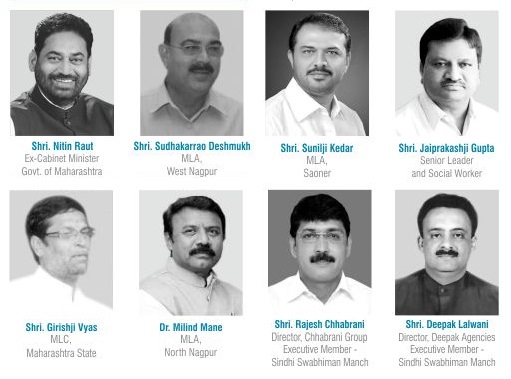 Shri. Nitin Raut
Ex-Cabinet Minister
Govt. of Maharashtra
Shri. Sudhakarrao Deshmukh
MLA,
West Nagpur
Shri. Sunilji Kedar
MLA,
Saoner
Shri. Jaiprakashji Gupta
Senior Leader
and Social Worker
Shri. Girishji Vyas
MLC,
Maharashtra State
Dr. Milind Mane
MLA,
North Nagpur
Shri. Rajesh Chhabrani
Director, Chhabrani Group
Executive Member -
Sindhi Swabhiman Manch
Shri. Deepak Lalwani
Director, Deepak Agencies
Executive Member -
Sindhi Swabhiman Manch